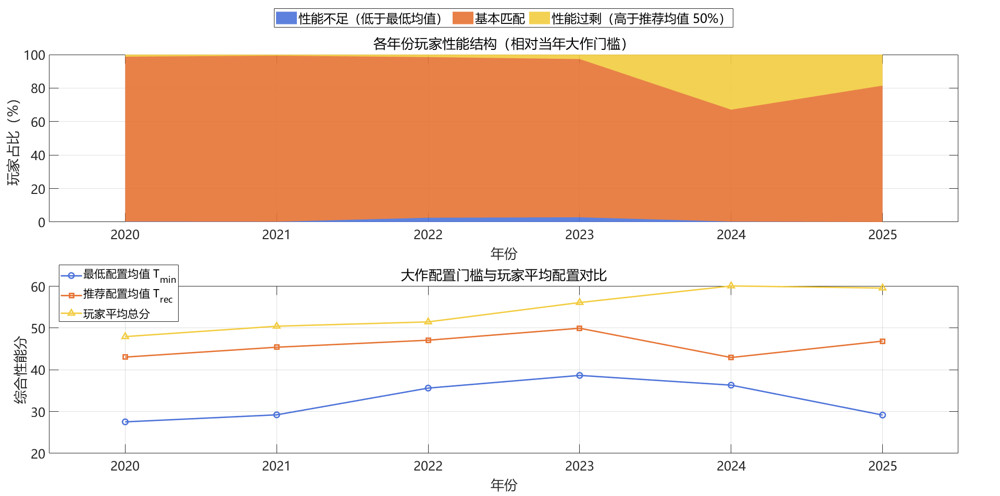 性能不足（低于最低均值） 基本匹配 性能过剩（高于推荐均值 50%）
各年份玩家性能结构（相对当年大作门槛）
玩家占比（%）
100
80
60
40
20
0
2020 2021 2022 2023 2024 2025
年份
最低配置均值 T_min
推荐配置均值 T_rec
玩家平均总分
大作配置门槛与玩家平均配置对比
综合性能分
60
50
40
30
20
2020 2021 2022 2023 2024 2025
年份